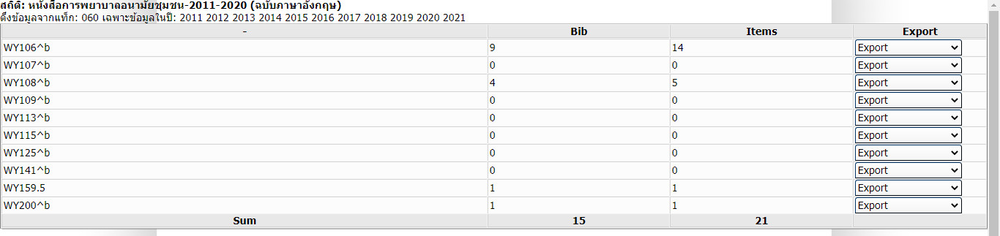 สถิติ: หนังสือการพยาบาลอนามัยชุมชน-2011-2020 (ฉบับภาษาอังกฤษ)
ดึงข้อมูลจากแท็ก: 060 เฉพาะข้อมูลในปี: 2011 2012 2013 2014 2015 2016 2017 2018 2019 2020 2021
- Bib Items Export
WY106^b 9 14 Export
WY107^b 0 0 Export
WY108^b 4 5 Export
WY109^b 0 0 Export
WY113^b 0 0 Export
WY115^b 0 0 Export
WY125^b 0 0 Export
WY141^b 0 0 Export
WY159.5 1 1 Export
WY200^b 1 1 Export
Sum 15 21